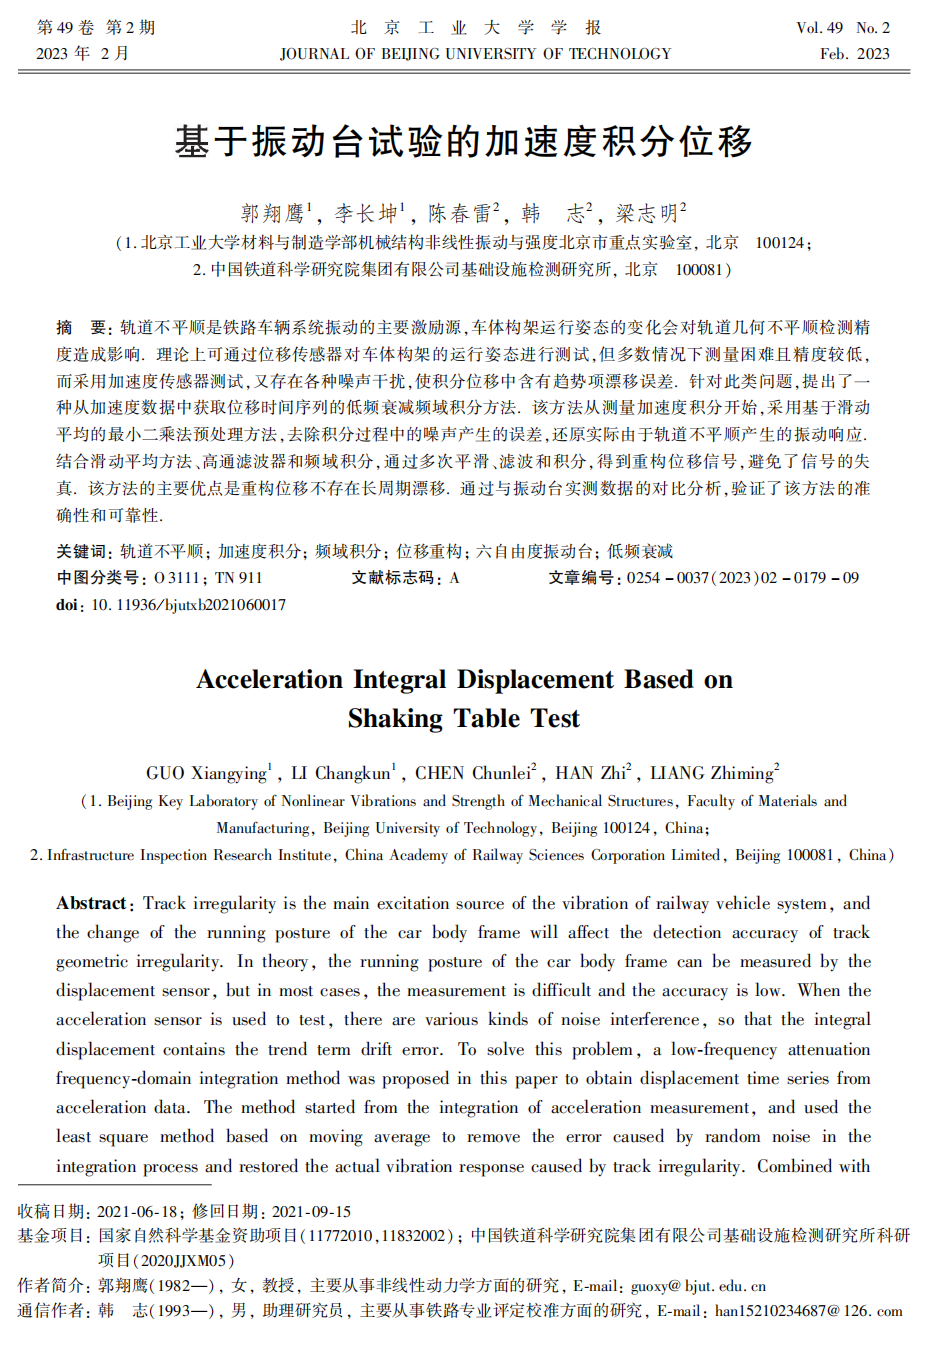 第 49 卷 第 2 期 北 京 工 业 大 学 学 报 Vol. 49 No. 2
2023 年 2 月 JOURNAL OF BEIJING UNIVERSITY OF TECHNOLOGY Feb. 2023
基于振动台试验的加速度积分位移
郭翔鹰1, 李长坤1, 陈春雷2, 韩 志2, 梁志明2
(1. 北京工业大学材料与制造学部机械结构非线性振动与强度北京市重点实验室, 北京 100124;
2. 中国铁道科学研究院集团有限公司基础设施检测研究所, 北京 100081)
摘 要: 轨道不平顺是铁路车辆系统振动的主要激励源,车体构架运行姿态的变化会对轨道几何不平顺检测精
度造成影响. 理论上可通过位移传感器对车体构架的运行姿态进行测试,但多数情况下测量困难且精度较低,
而采用加速度传感器测试,又存在各种噪声干扰,使积分位移中含有趋势项漂移误差. 针对此类问题,提出了一
种从加速度数据中获取位移时间序列的低频衰减频域积分方法. 该方法从测量加速度积分开始,采用基于滑动
平均的最小二乘法预处理方法,去除积分过程中的噪声产生的误差,还原实际由于轨道不平顺产生的振动响应.
结合滑动平均方法、高通滤波器和频域积分,通过多次平滑、滤波和积分,得到重构位移信号,避免了信号的失
真. 该方法的主要优点是重构位移不存在长周期漂移. 通过与振动台实测数据的对比分析,验证了该方法的准
确性和可靠性.
关键词: 轨道不平顺; 加速度积分; 频域积分; 位移重构; 六自由度振动台; 低频衰减
中图分类号: O 3111; TN 911 文献标志码: A 文章编号: 0254 - 0037(2023)02 - 0179 - 09
doi: 10. 11936/bjutxb2021060017
Acceleration Integral Displacement Based on
Shaking Table Test
GUO Xiangying1, LI Changkun1, CHEN Chunlei2, HAN Zhi2, LIANG Zhiming2
(1. Beijing Key Laboratory of Nonlinear Vibrations and Strength of Mechanical Structures, Faculty of Materials and
Manufacturing, Beijing University of Technology, Beijing 100124, China;
2. Infrastructure Inspection Research Institute, China Academy of Railway Sciences Corporation Limited, Beijing 100081, China)
Abstract: Track irregularity is the main excitation source of the vibration of railway vehicle system, and
the change of the running posture of the car body frame will affect the detection accuracy of track
geometric irregularity. In theory, the running posture of the car body frame can be measured by the
displacement sensor, but in most cases, the measurement is difficult and the accuracy is low. When the
acceleration sensor is used to test, there are various kinds of noise interference, so that the integral
displacement contains the trend term drift error. To solve this problem, a low-frequency attenuation
frequency-domain integration method was proposed in this paper to obtain displacement time series from
acceleration data. The method started from the integration of acceleration measurement, and used the
least square method based on moving average to remove the error caused by random noise in the
integration process and restored the actual vibration response caused by track irregularity. Combined with
收稿日期: 2021-06-18; 修回日期: 2021-09-15
基金项目: 国家自然科学基金资助项目(11772010,11832002); 中国铁道科学研究院集团有限公司基础设施检测研究所科研
项目(2020JJXM05)
作者简介: 郭翔鹰(1982—), 女, 教授, 主要从事非线性动力学方面的研究, E-mail: guoxy@ bjut. edu. cn
通信作者: 韩 志(1993—), 男, 助理研究员, 主要从事铁路专业评定校准方面的研究, E-mail: han15210234687@ 126. com